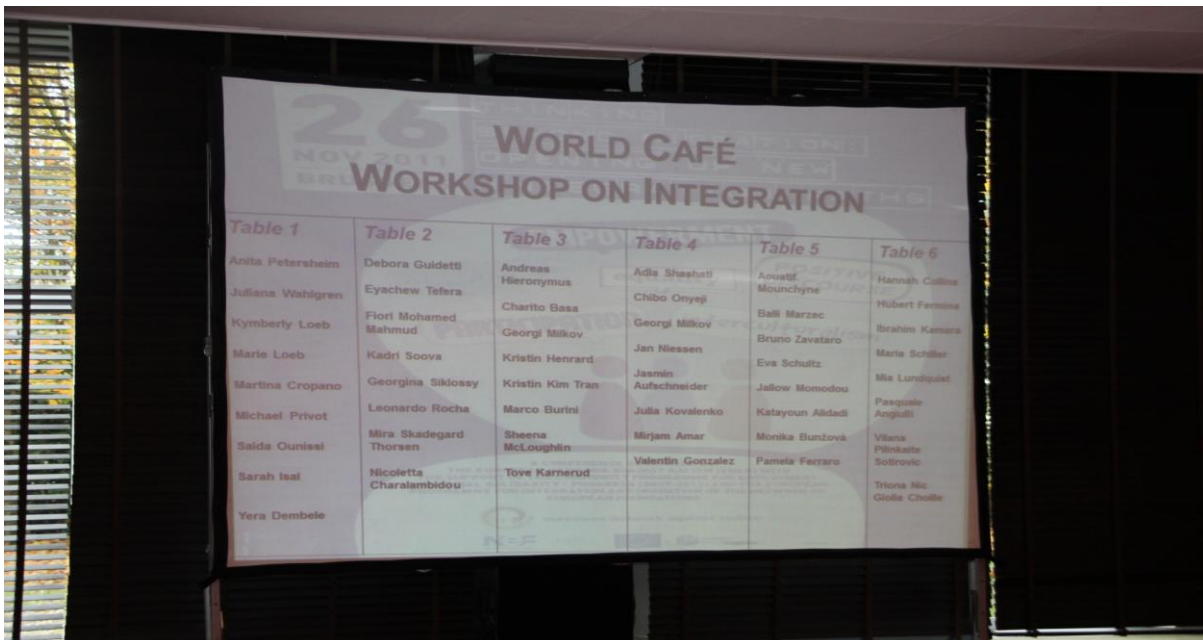 26
NOV 2011
THINKING
OPENING UP NEW
WORLD CAFÉ
WORKSHOP ON INTEGRATION
Table 1
Anita Petersheim
Juliana Wahlgren
Kymberly Loeb
Marie Loeb
Martina Cropano
Michael Privot
Saida Ounissi
Sarah Isal
Yera Dembele
Table 2
Debora Guidetti
Eyachew Tefera
Fiori Mohamed
Mahmud
Kadri Soova
Georgina Siklossy
Leonardo Rocha
Mira Skadegard
Thorsen
Nicoletta
Charalambidou
Table 3
Andreas
Hieronymus
Charito Basa
Georgi Milkov
Kristin Henrard
Kristin Kim Tran
Marco Burini
Sheena
McLoughlin
Tove Karnerud
Table 4
Adla Shashati
Chibo Onyeji
Georgi Milkov
Jan Niessen
Jasmin
Aufschneider
Julia Kovalenko
Mirjam Amar
Valentin Gonzalez
Table 5
Aouatif
Mounchyne
Balli Marzec
Bruno Zavataro
Eva Schultz
Jallow Momodou
Katayoun Alidadi
Monika Bunžová
Pamela Ferraro
Table 6
Hannah Collins
Hubert Fermina
Ibrahim Kamara
Maria Schiller
Mia Lundquist
Pasquale
Angiulli
Vilana
Pilinkaite
Sotirovic
Triona Nic
Giolla Choille